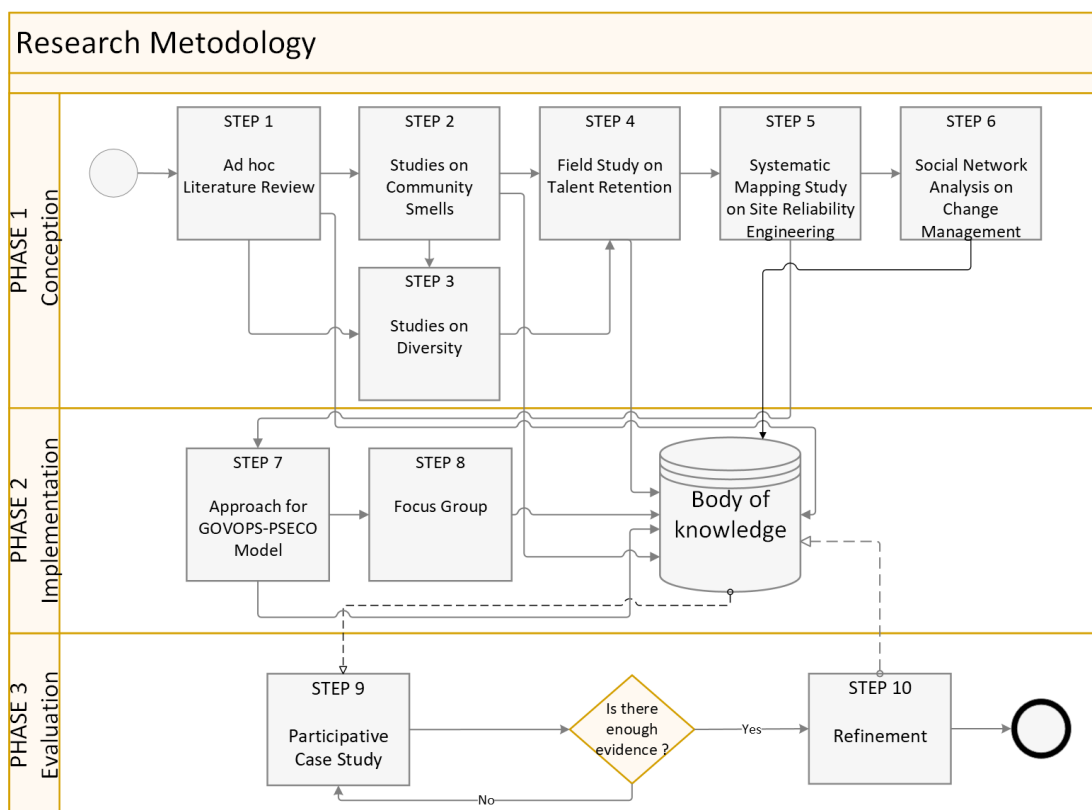 Research Metodology
PHASE 1
Conception
STEP 1
Ad hoc
Literature Review
STEP 2
Studies on
Community
Smells
STEP 4
Field Study on
Talent Retention
STEP 5
Systematic
Mapping Study
on Site Reliability
Engineering
STEP 6
Social Network
Analysis on
Change
Management
STEP 3
Studies on
Diversity
PHASE 2
Implementation
STEP 7
Approach for
GOVOPS-PSECO
Model
STEP 8
Focus Group
Body of
knowledge
PHASE 3
Evaluation
STEP 9
Participative
Case Study
Is there
enough
evidence ?
Yes
No
STEP 10
Refinement